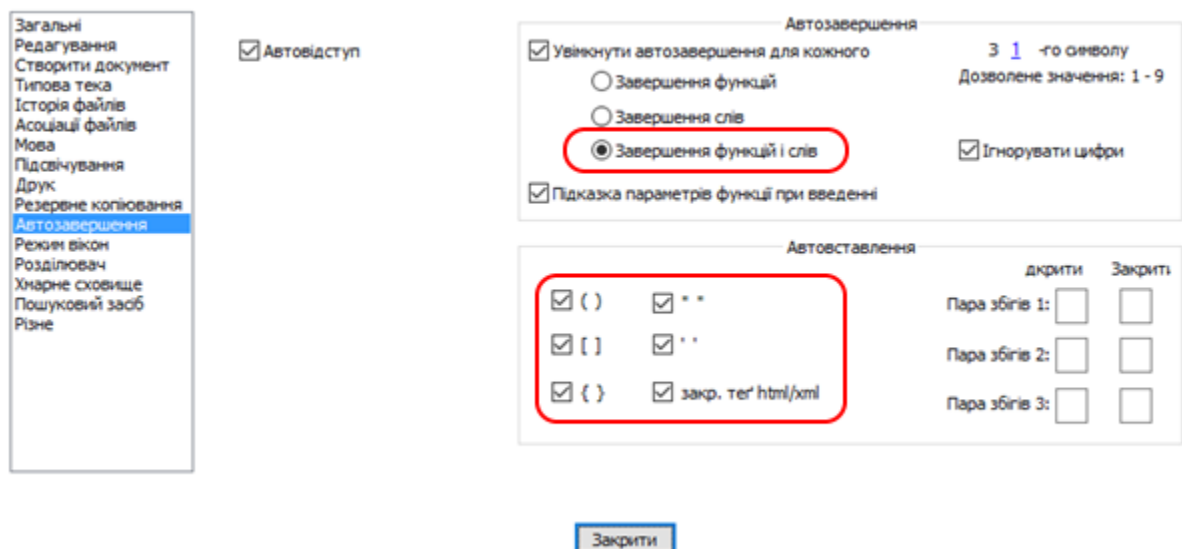 Загальні
Редагування
Створити документ
Типова тека
Історія файлів
Асоціації файлів
Мова
Підсвічування
Друк
Резервне копіювання
Автозавершення
Режим вікон
Розділювач
Хмарне сховище
Пошуковий засіб
Різне
Автовідступ
Автозавершення
Увімкнути автозавершення для кожного
З 1 -го символу
Завершення функцій
Дозволене значення: 1 - 9
Завершення слів
Завершення функцій і слів
Ігнорувати цифри
Підказка параметрів функції при введенні
Автовставлення
дкрити Закрити
( ) " "
Пара збігів 1:
[ ] ' '
Пара збігів 2:
{ } закр. теґ html/xml
Пара збігів 3:
Закрити